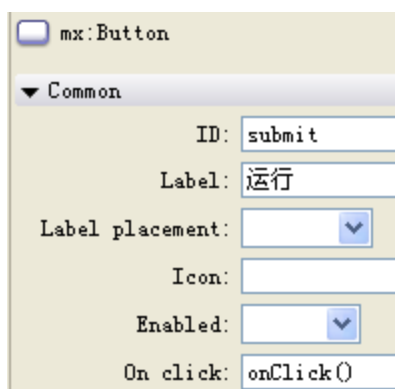 mx:Button
Common
ID: submit
Label: 运行
Label placement:
Icon:
Enabled:
On click: onClick()